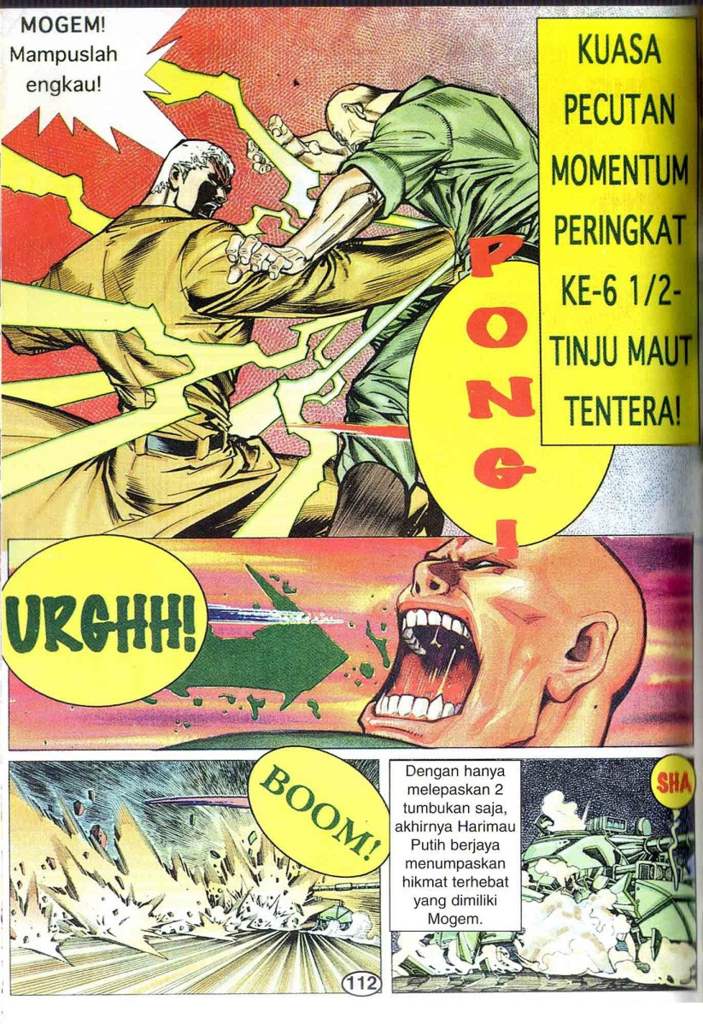 MOGEM!
Mampuslah
engkau!
KUASA
PECUTAN
MOMENTUM
PERINGKAT
KE-6 1/2-
TINJU MAUT
TENTERA!
PONG!
URGHH!
BOOM!
Dengan hanya
melepaskan 2
tumbukan saja,
akhirnya Harimau
Putih berjaya
menumpaskan
hikmat terhebat
yang dimiliki
Mogem.
SHA
112